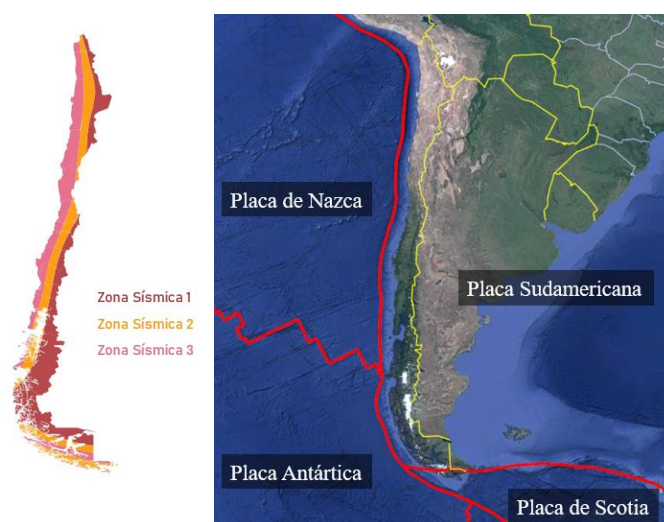 Zona Sísmica 1
Zona Sísmica 2
Zona Sísmica 3
Placa de Nazca
Placa Sudamericana
Placa Antártica
Placa de Scotia